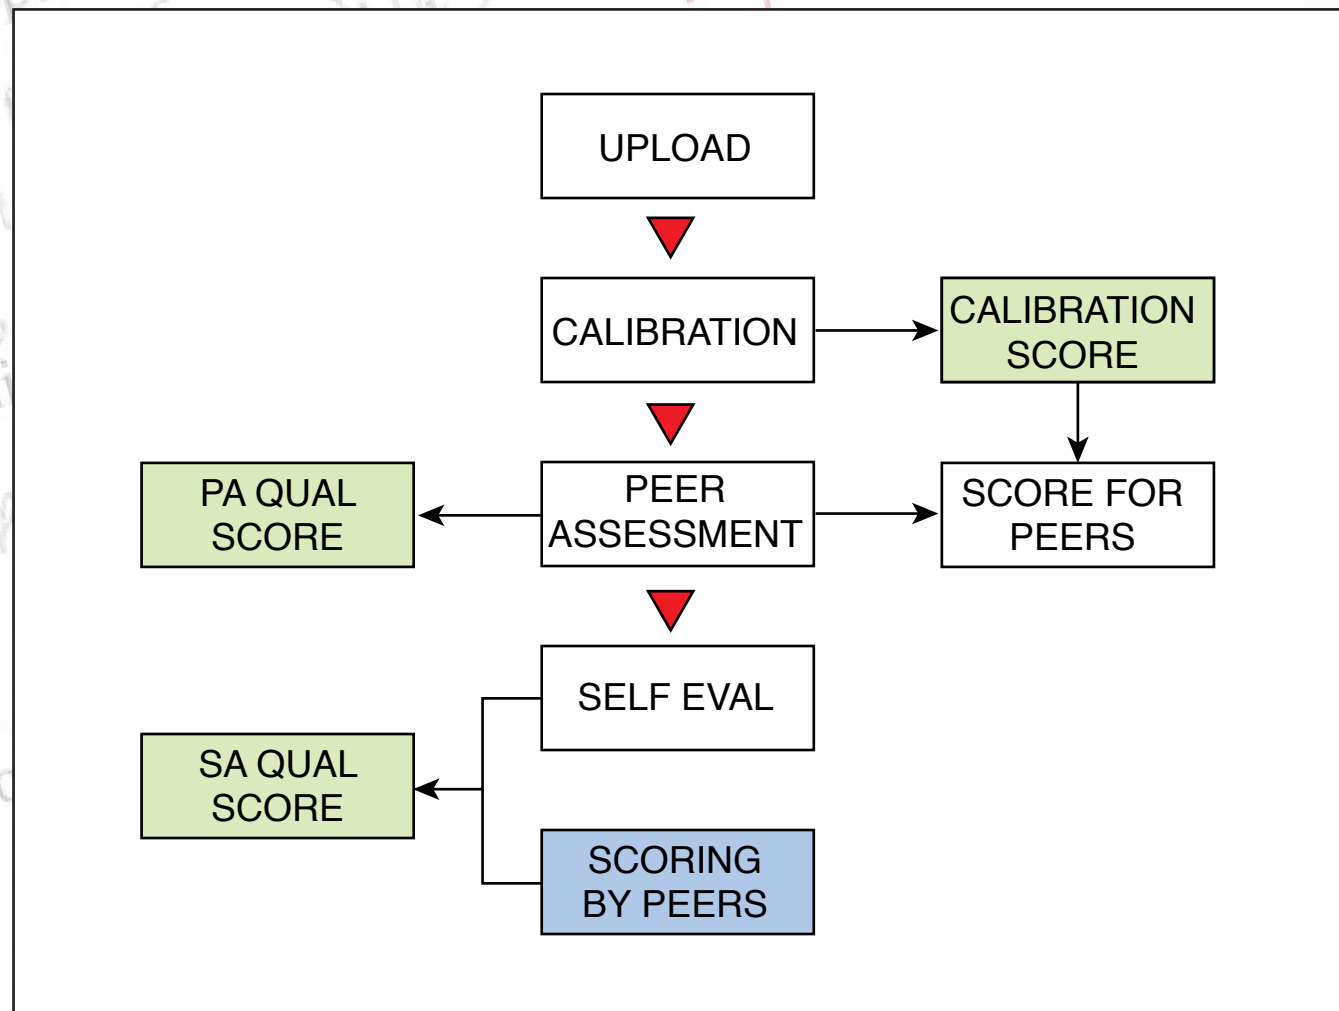 UPLOAD
CALIBRATION
CALIBRATION
SCORE
PA QUAL
SCORE
PEER
ASSESSMENT
SCORE FOR
PEERS
SELF EVAL
SA QUAL
SCORE
SCORING
BY PEERS